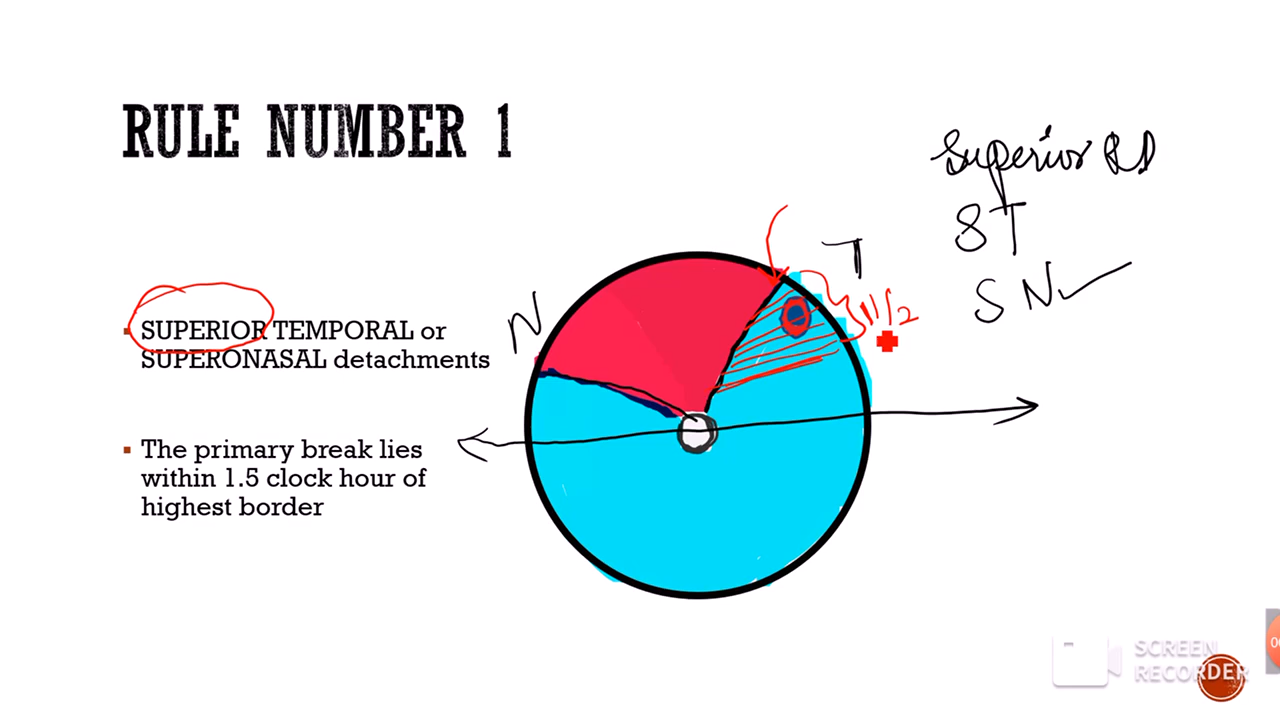 RULE NUMBER 1
Superior RD
ST
SN
T
N
1 1/2
SUPERIOR TEMPORAL or
SUPERONASAL detachments
The primary break lies
within 1.5 clock hour of
highest border
SCREEN
RECORDER